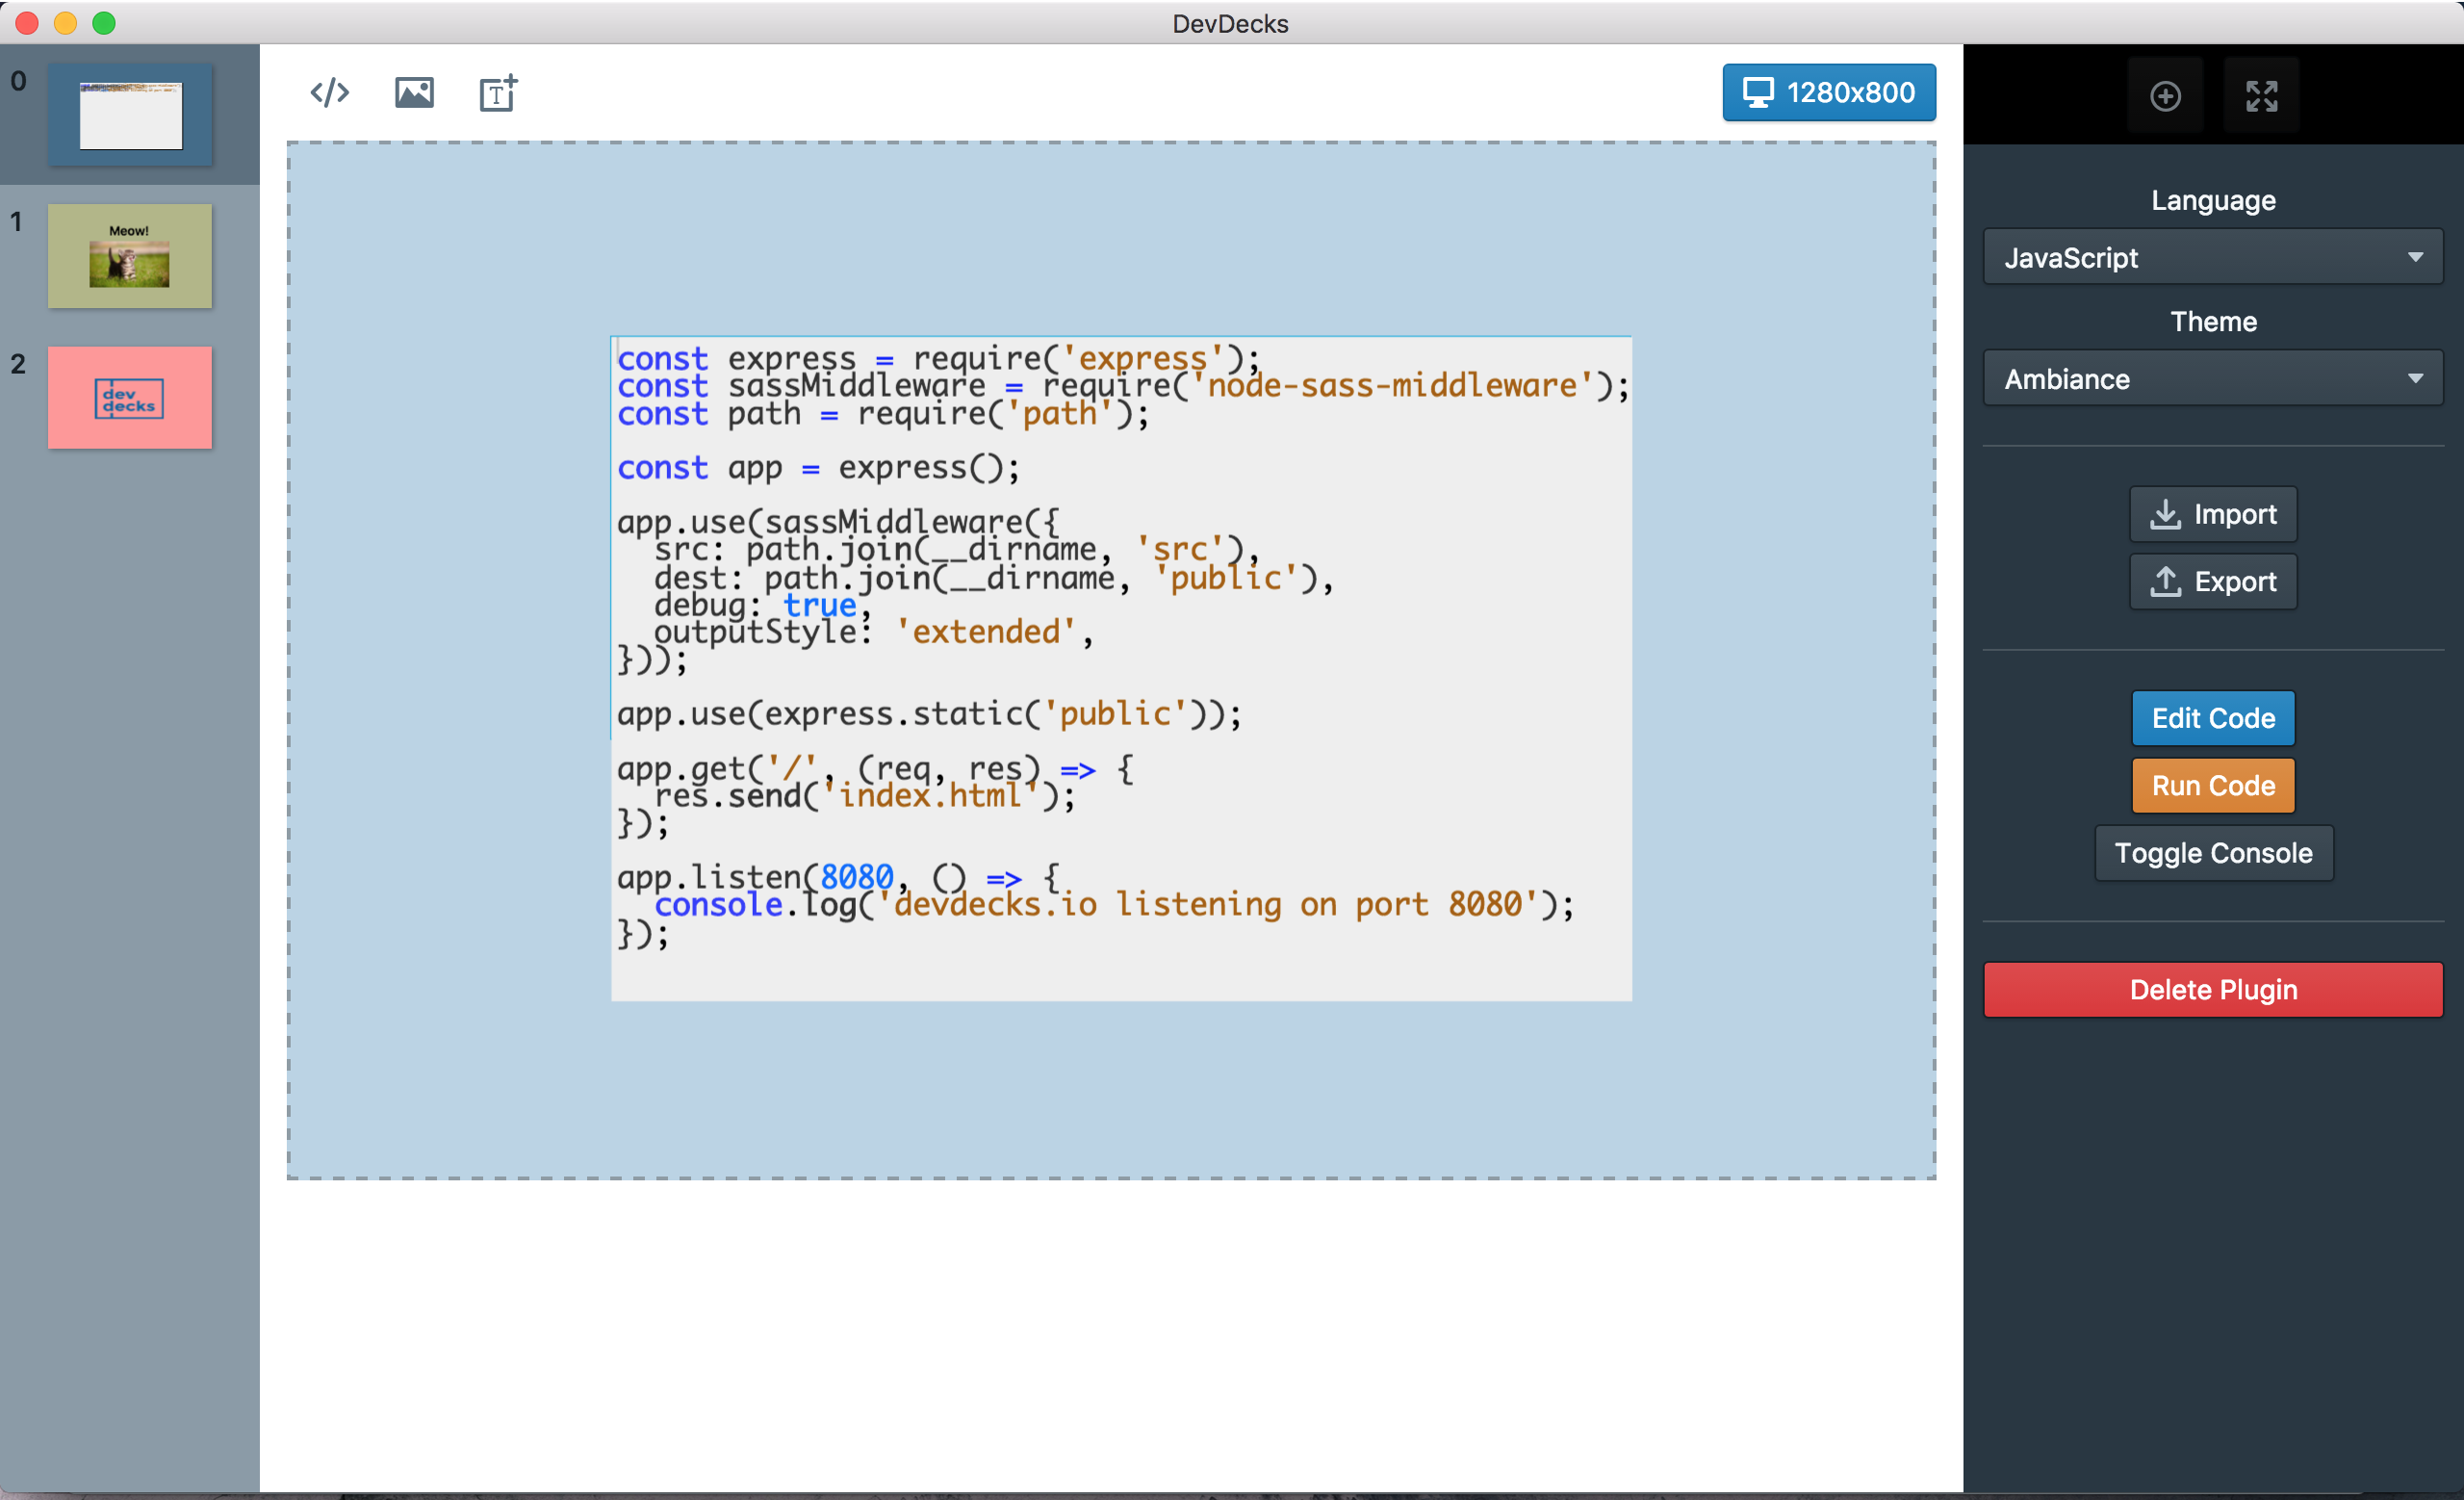 DevDecks
0
1
Meow!
2
dev
decks
1280x800
const express = require('express');
const sassMiddleware = require('node-sass-middleware');
const path = require('path');
const app = express();
app.use(sassMiddleware({
  src: path.join(__dirname, 'src'),
  dest: path.join(__dirname, 'public'),
  debug: true,
  outputStyle: 'extended',
}));
app.use(express.static('public'));
app.get('/', (req, res) => {
  res.send('index.html');
});
app.listen(8080, () => {
  console.log('devdecks.io listening on port 8080');
});
Language
JavaScript
Theme
Ambiance
Import
Export
Edit Code
Run Code
Toggle Console
Delete Plugin